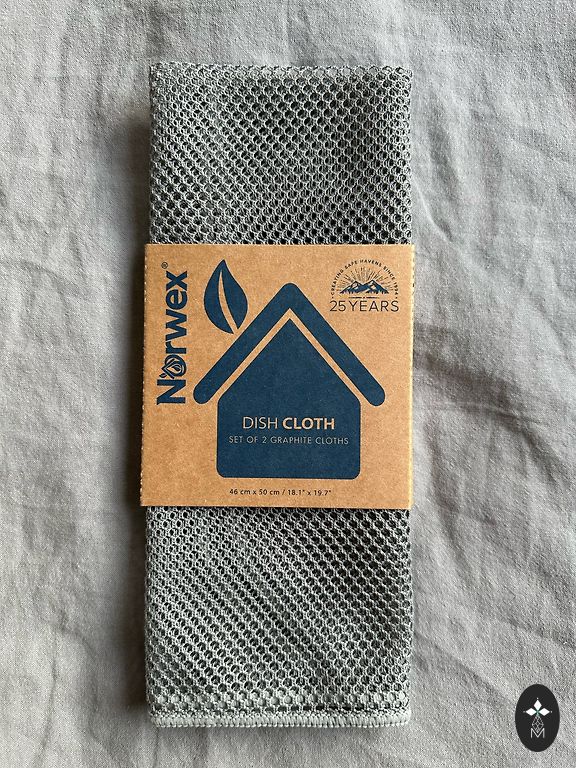 Norwex®
CREATING SAFE HAVENS SINCE 1994
25 YEARS
DISH CLOTH
SET OF 2 GRAPHITE CLOTHS
46 cm x 50 cm / 18.1" x 19.7"
M